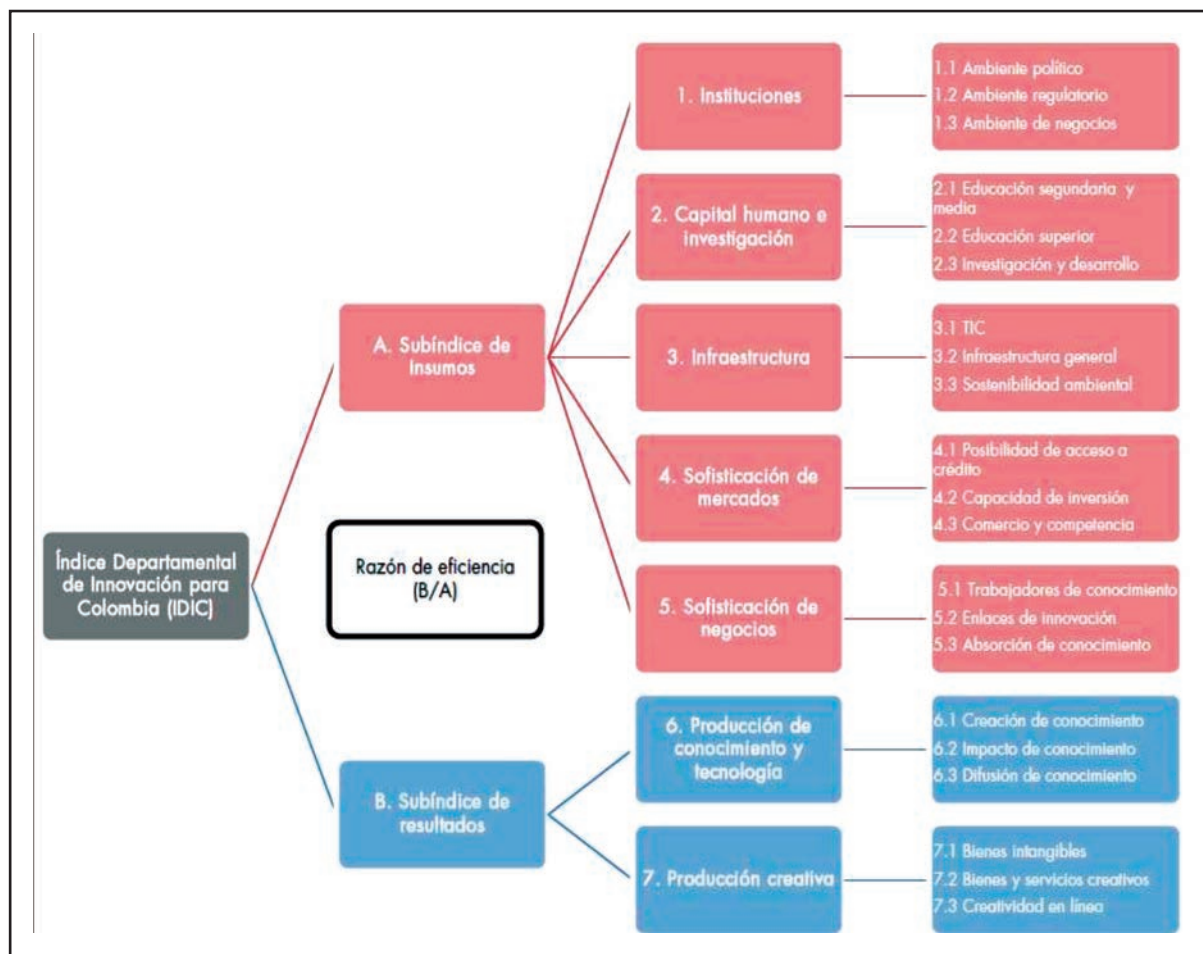 Índice Departamental
de Innovación para
Colombia (IDIC)
A. Subíndice de
Insumos
Razón de eficiencia
(B/A)
B. Subíndice de
resultados
1. Instituciones
1.1 Ambiente político
1.2 Ambiente regulatorio
1.3 Ambiente de negocios
2. Capital humano e
investigación
2.1 Educación segundaria y
media
2.2 Educación superior
2.3 Investigación y desarrollo
3. Infraestructura
3.1 TIC
3.2 Infraestructura general
3.3 Sostenibilidad ambiental
4. Sofisticación de
mercados
4.1 Posibilidad de acceso a
crédito
4.2 Capacidad de inversión
4.3 Comercio y competencia
5. Sofisticación de
negocios
5.1 Trabajadores de conocimiento
5.2 Enlaces de innovación
5.3 Absorción de conocimiento
6. Producción de
conocimiento y
tecnología
6.1 Creación de conocimiento
6.2 Impacto de conocimiento
6.3 Difusión de conocimiento
7. Producción creativa
7.1 Bienes intangibles
7.2 Bienes y servicios creativos
7.3 Creatividad en línea